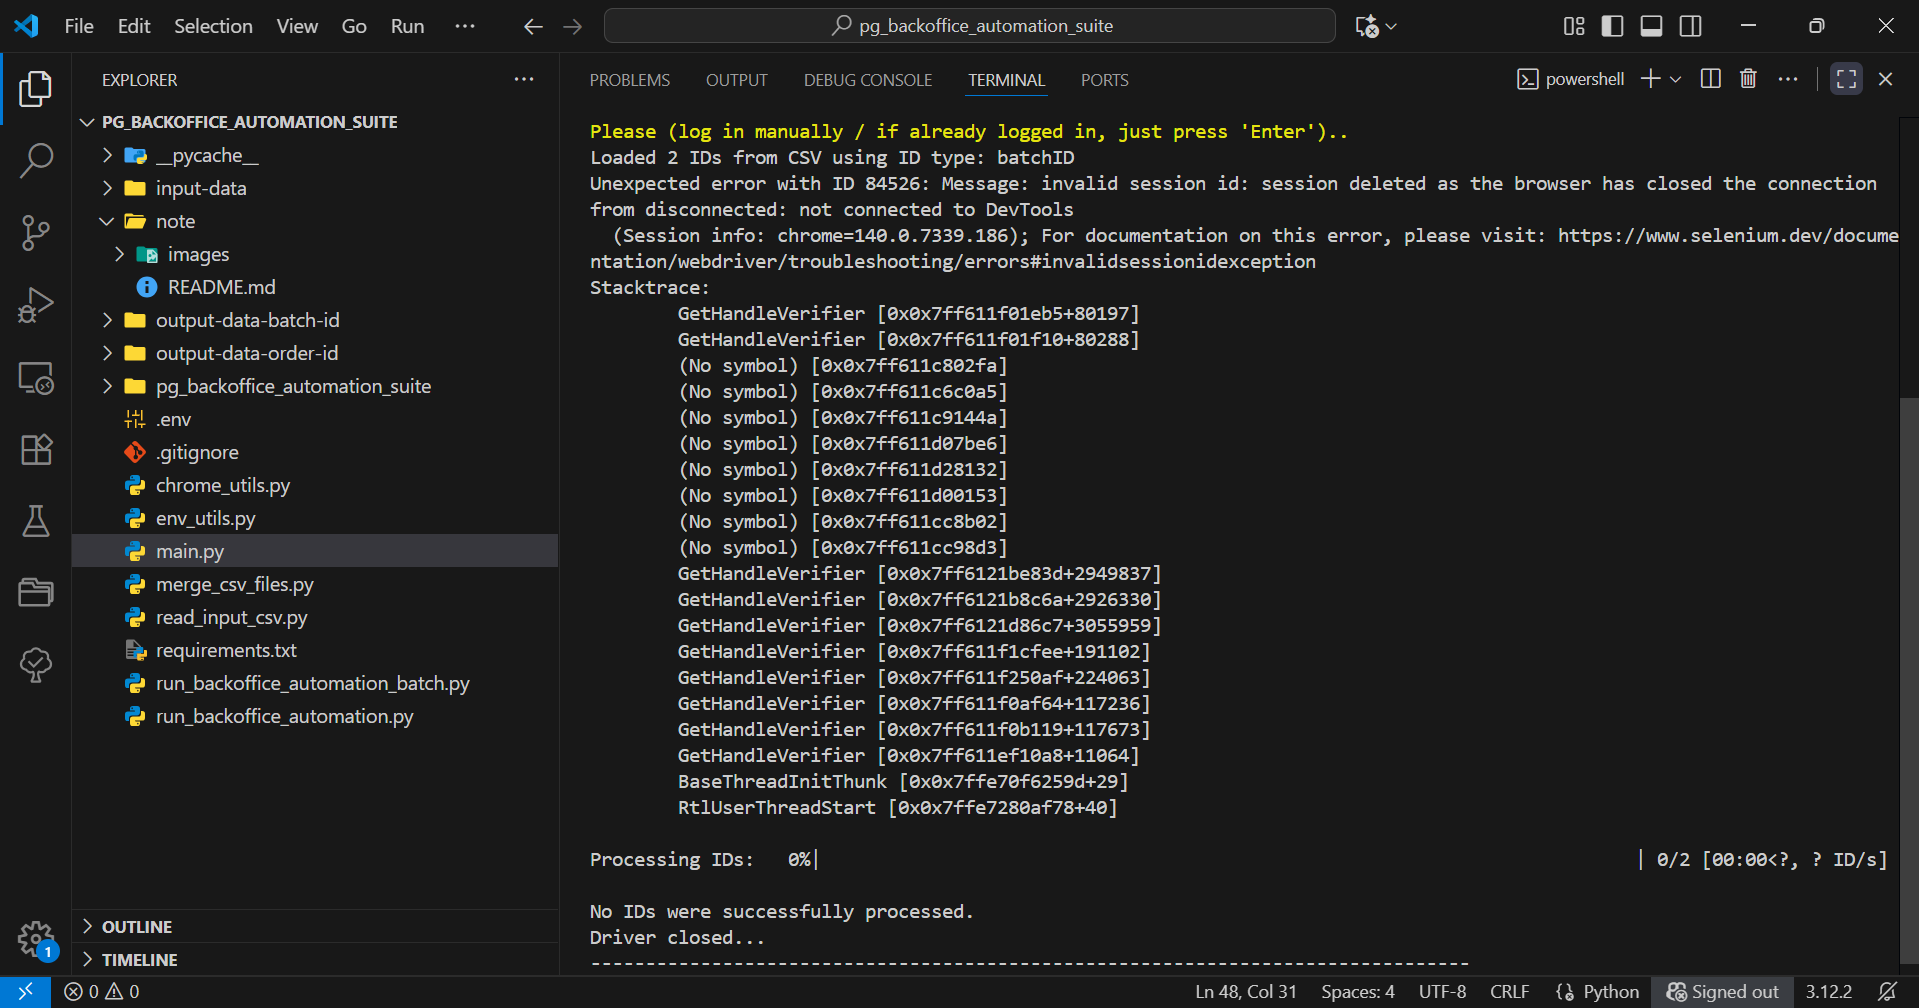 File Edit Selection View Go Run ··· pg_backoffice_automation_suite
EXPLORER ···
PG_BACKOFFICE_AUTOMATION_SUITE
__pycache__
input-data
note
images
README.md
output-data-batch-id
output-data-order-id
pg_backoffice_automation_suite
.env
.gitignore
chrome_utils.py
env_utils.py
main.py
merge_csv_files.py
read_input_csv.py
requirements.txt
run_backoffice_automation_batch.py
run_backoffice_automation.py
OUTLINE
TIMELINE
PROBLEMS OUTPUT DEBUG CONSOLE TERMINAL PORTS powershell
Please (log in manually / if already logged in, just press 'Enter')..
Loaded 2 IDs from CSV using ID type: batchID
Unexpected error with ID 84526: Message: invalid session id: session deleted as the browser has closed the connection
from disconnected: not connected to DevTools
(Session info: chrome=140.0.7339.186); For documentation on this error, please visit: https://www.selenium.dev/docume
ntation/webdriver/troubleshooting/errors#invalidsessionidexception
Stacktrace:
GetHandleVerifier [0x0x7ff611f01eb5+80197]
GetHandleVerifier [0x0x7ff611f01f10+80288]
(No symbol) [0x0x7ff611c802fa]
(No symbol) [0x0x7ff611c6c0a5]
(No symbol) [0x0x7ff611c9144a]
(No symbol) [0x0x7ff611d07be6]
(No symbol) [0x0x7ff611d28132]
(No symbol) [0x0x7ff611d00153]
(No symbol) [0x0x7ff611cc8b02]
(No symbol) [0x0x7ff611cc98d3]
GetHandleVerifier [0x0x7ff6121be83d+2949837]
GetHandleVerifier [0x0x7ff6121b8c6a+2926330]
GetHandleVerifier [0x0x7ff6121d86c7+3055959]
GetHandleVerifier [0x0x7ff611f1cfee+191102]
GetHandleVerifier [0x0x7ff611f250af+224063]
GetHandleVerifier [0x0x7ff611f0af64+117236]
GetHandleVerifier [0x0x7ff611f0b119+117673]
GetHandleVerifier [0x0x7ff611ef10a8+11064]
BaseThreadInitThunk [0x0x7ffe70f6259d+29]
RtlUserThreadStart [0x0x7ffe7280af78+40]
Processing IDs: 0%| | 0/2 [00:00<?, ? ID/s]
No IDs were successfully processed.
Driver closed...
--------------------------------------------------------------------------------
1
0 0 Ln 48, Col 31 Spaces: 4 UTF-8 CRLF Python Signed out 3.12.2